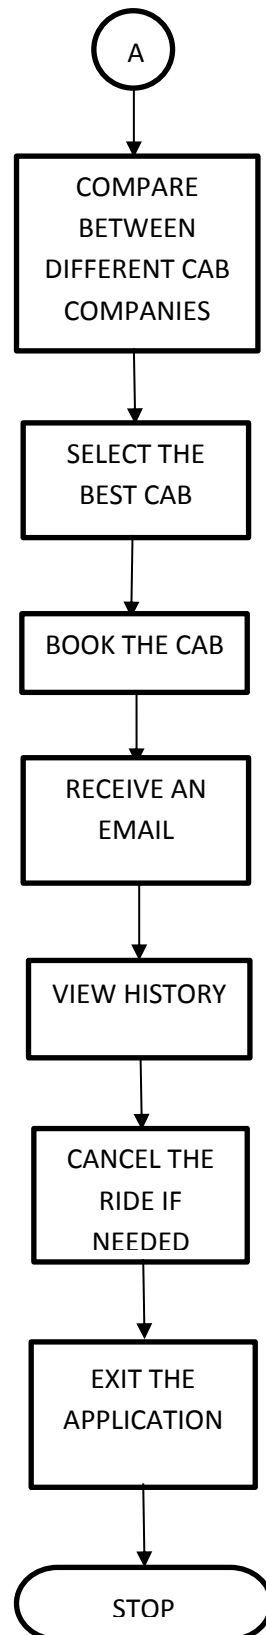 A
COMPARE
BETWEEN
DIFFERENT CAB
COMPANIES
SELECT THE
BEST CAB
BOOK THE CAB
RECEIVE AN
EMAIL
VIEW HISTORY
CANCEL THE
RIDE IF
NEEDED
EXIT THE
APPLICATION
STOP